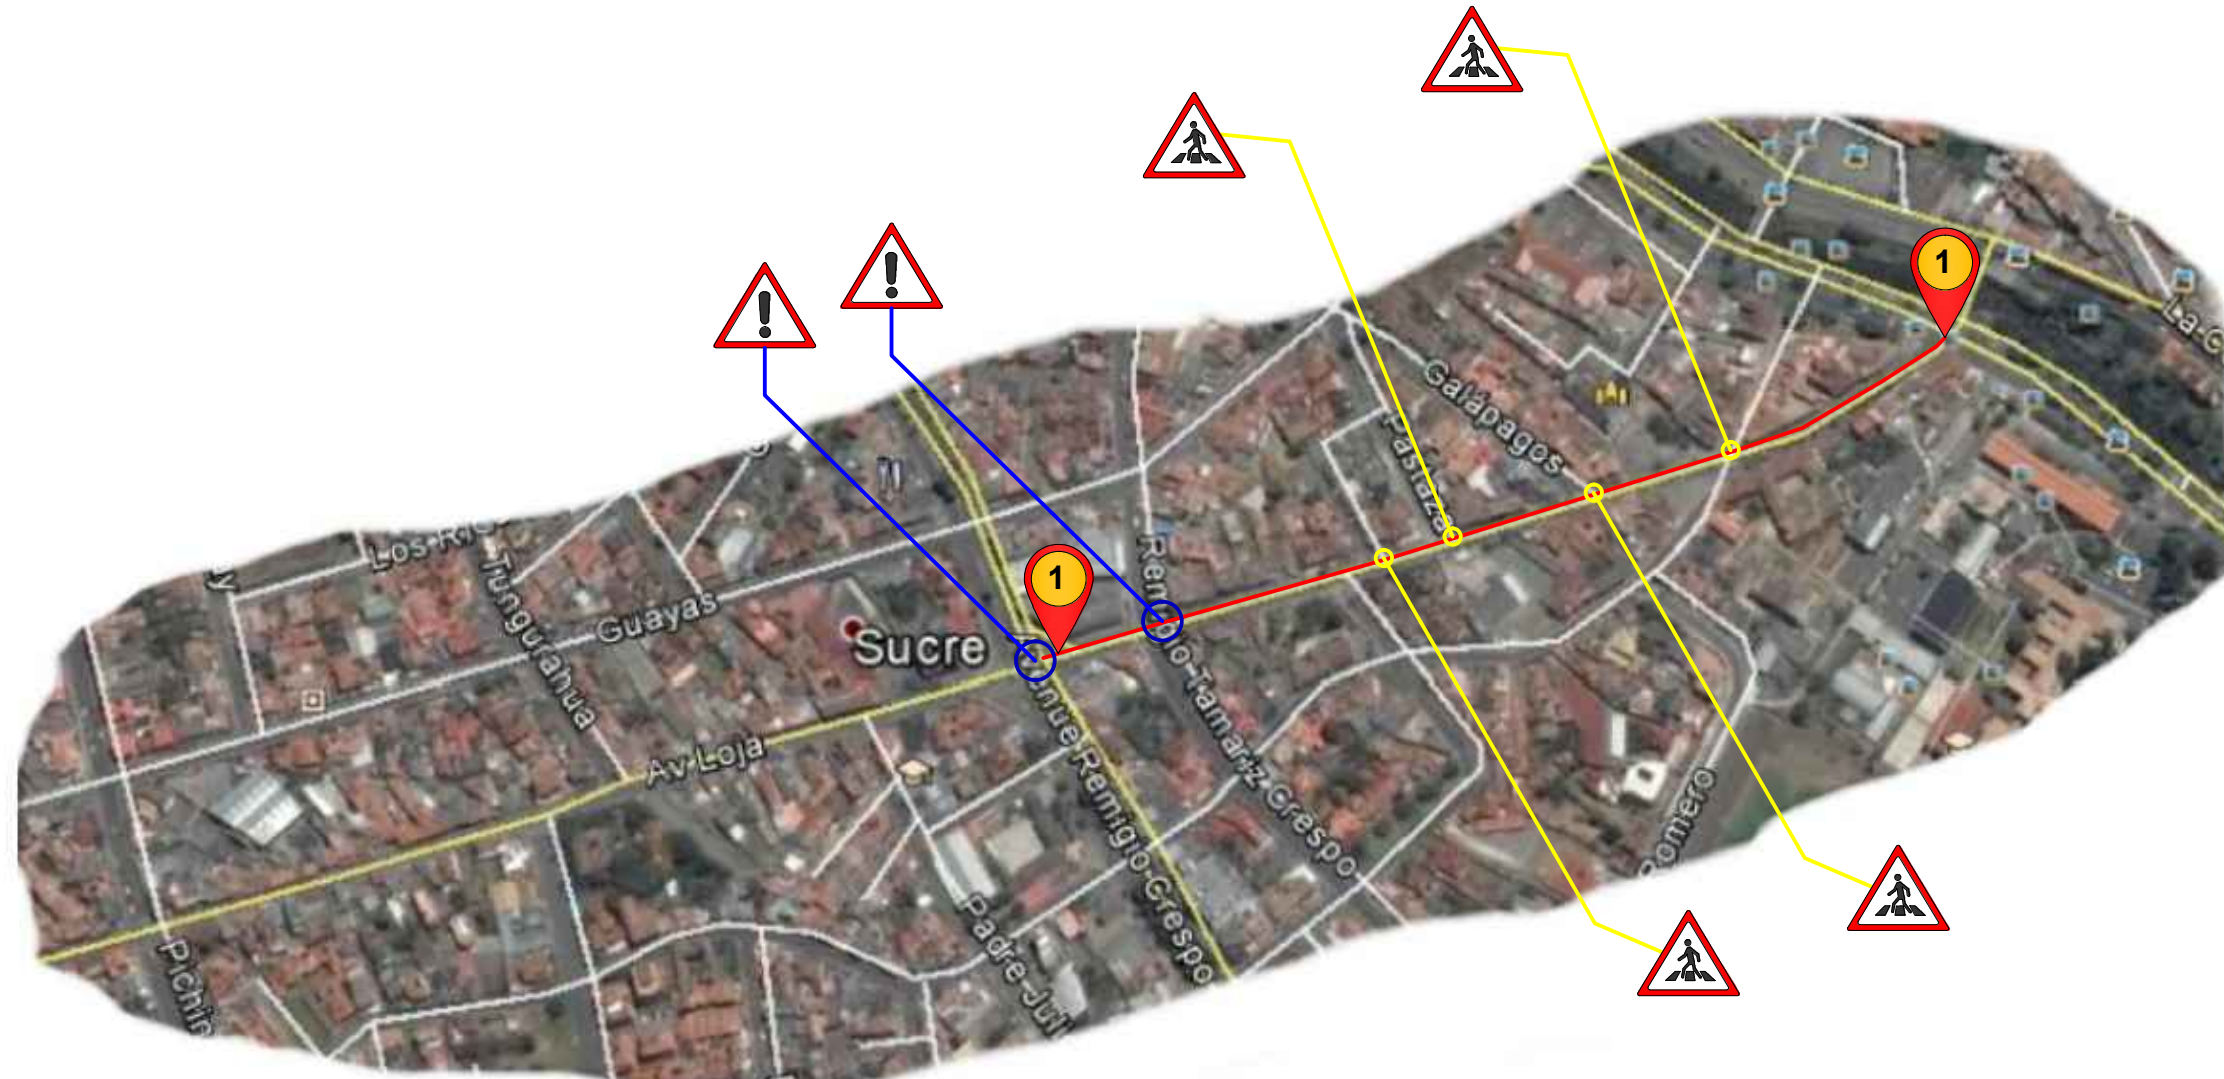 La-C
1
Galápagos
Pastaza
Los Ríos
Tungurahua
Guayas
1
Remigio-Tamariz-Crespo
Sucre
Av-Loja
Remigio-Crespo
Romero
Padre-Juli
Pichin